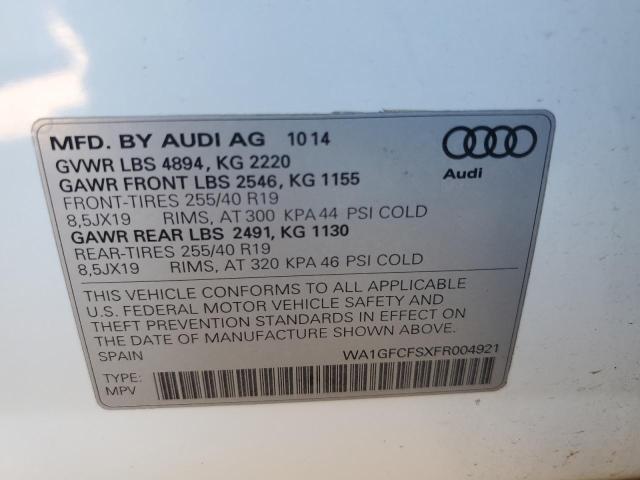 MFD. BY AUDI AG 10 14
GVWR LBS 4894, KG 2220
GAWR FRONT LBS 2546, KG 1155
FRONT-TIRES 255/40 R19
8,5JX19 RIMS, AT 300 KPA 44 PSI COLD
GAWR REAR LBS 2491, KG 1130
REAR-TIRES 255/40 R19
8,5JX19 RIMS, AT 320 KPA 46 PSI COLD
Audi
THIS VEHICLE CONFORMS TO ALL APPLICABLE
U.S. FEDERAL MOTOR VEHICLE SAFETY AND
THEFT PREVENTION STANDARDS IN EFFECT ON
THE DATE OF MANUFACTURE SHOWN ABOVE.
SPAIN WA1GFCFSXFR004921
TYPE:
MPV